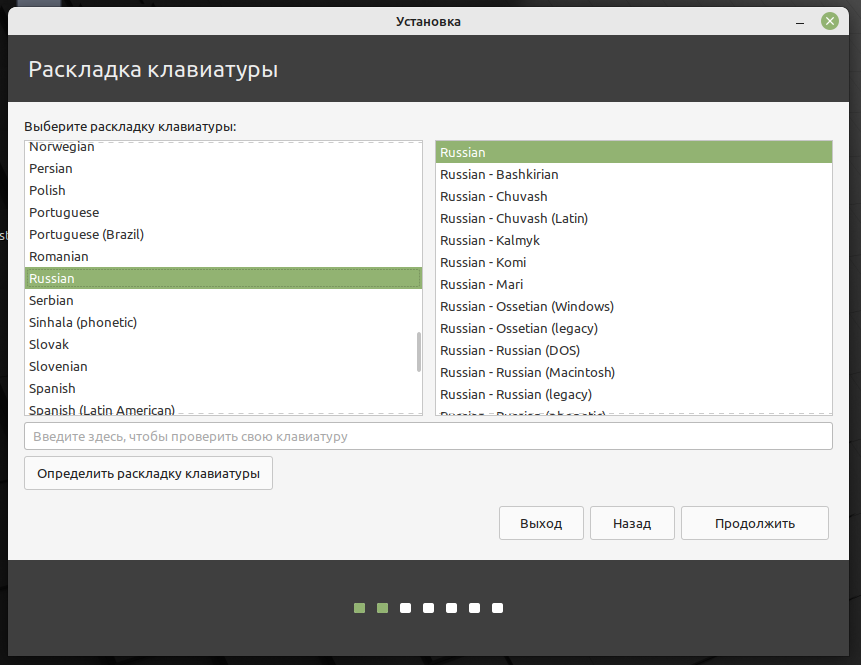 Установка
Раскладка клавиатуры
Выберите раскладку клавиатуры:
Norwegian
Persian
Polish
Portuguese
Portuguese (Brazil)
Romanian
Russian
Serbian
Sinhala (phonetic)
Slovak
Slovenian
Spanish
Spanish (Latin American)
Russian
Russian - Bashkirian
Russian - Chuvash
Russian - Chuvash (Latin)
Russian - Kalmyk
Russian - Komi
Russian - Mari
Russian - Ossetian (Windows)
Russian - Ossetian (legacy)
Russian - Russian (DOS)
Russian - Russian (Macintosh)
Russian - Russian (legacy)
Russian - Russian (phonetic)
Введите здесь, чтобы проверить свою клавиатуру
Определить раскладку клавиатуры
Выход
Назад
Продолжить